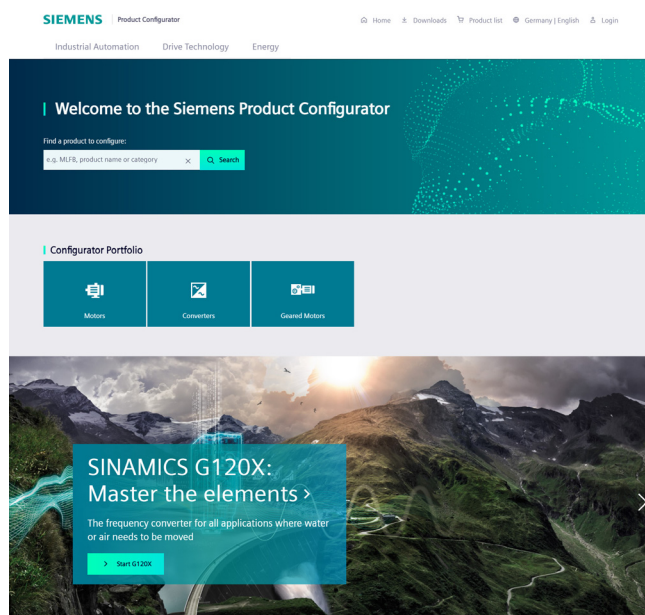 SIEMENS Product Configurator
Home Downloads Product list Germany | English Login
Industrial Automation Drive Technology Energy
Welcome to the Siemens Product Configurator
Find a product to configure:
e.g. MLFB, product name or category Search
Configurator Portfolio
Motors Converters Geared Motors
SINAMICS G120X:
Master the elements ›
The frequency converter for all applications where water
or air needs to be moved
Start G120X